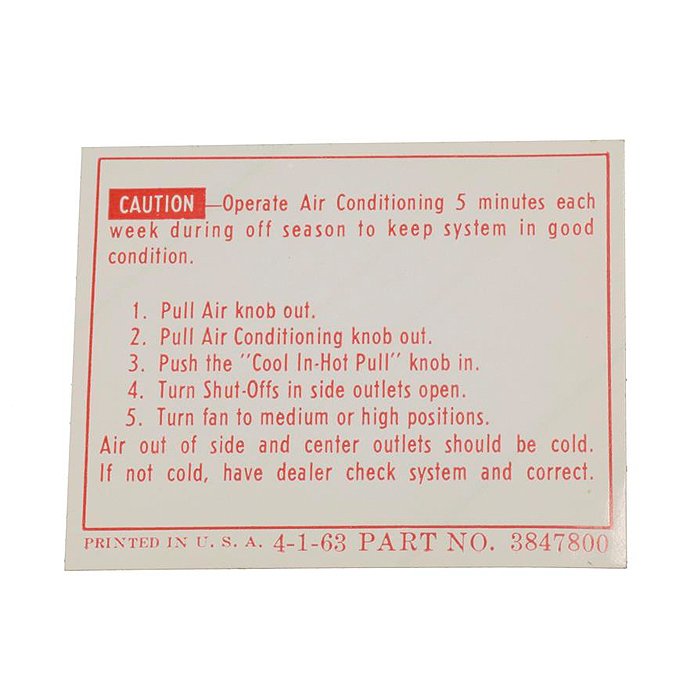 CAUTION—Operate Air Conditioning 5 minutes each
week during off season to keep system in good
condition.
1. Pull Air knob out.
2. Pull Air Conditioning knob out.
3. Push the "Cool In-Hot Pull" knob in.
4. Turn Shut-Offs in side outlets open.
5. Turn fan to medium or high positions.
Air out of side and center outlets should be cold.
If not cold, have dealer check system and correct.
PRINTED IN U. S. A. 4-1-63 PART NO. 3847800